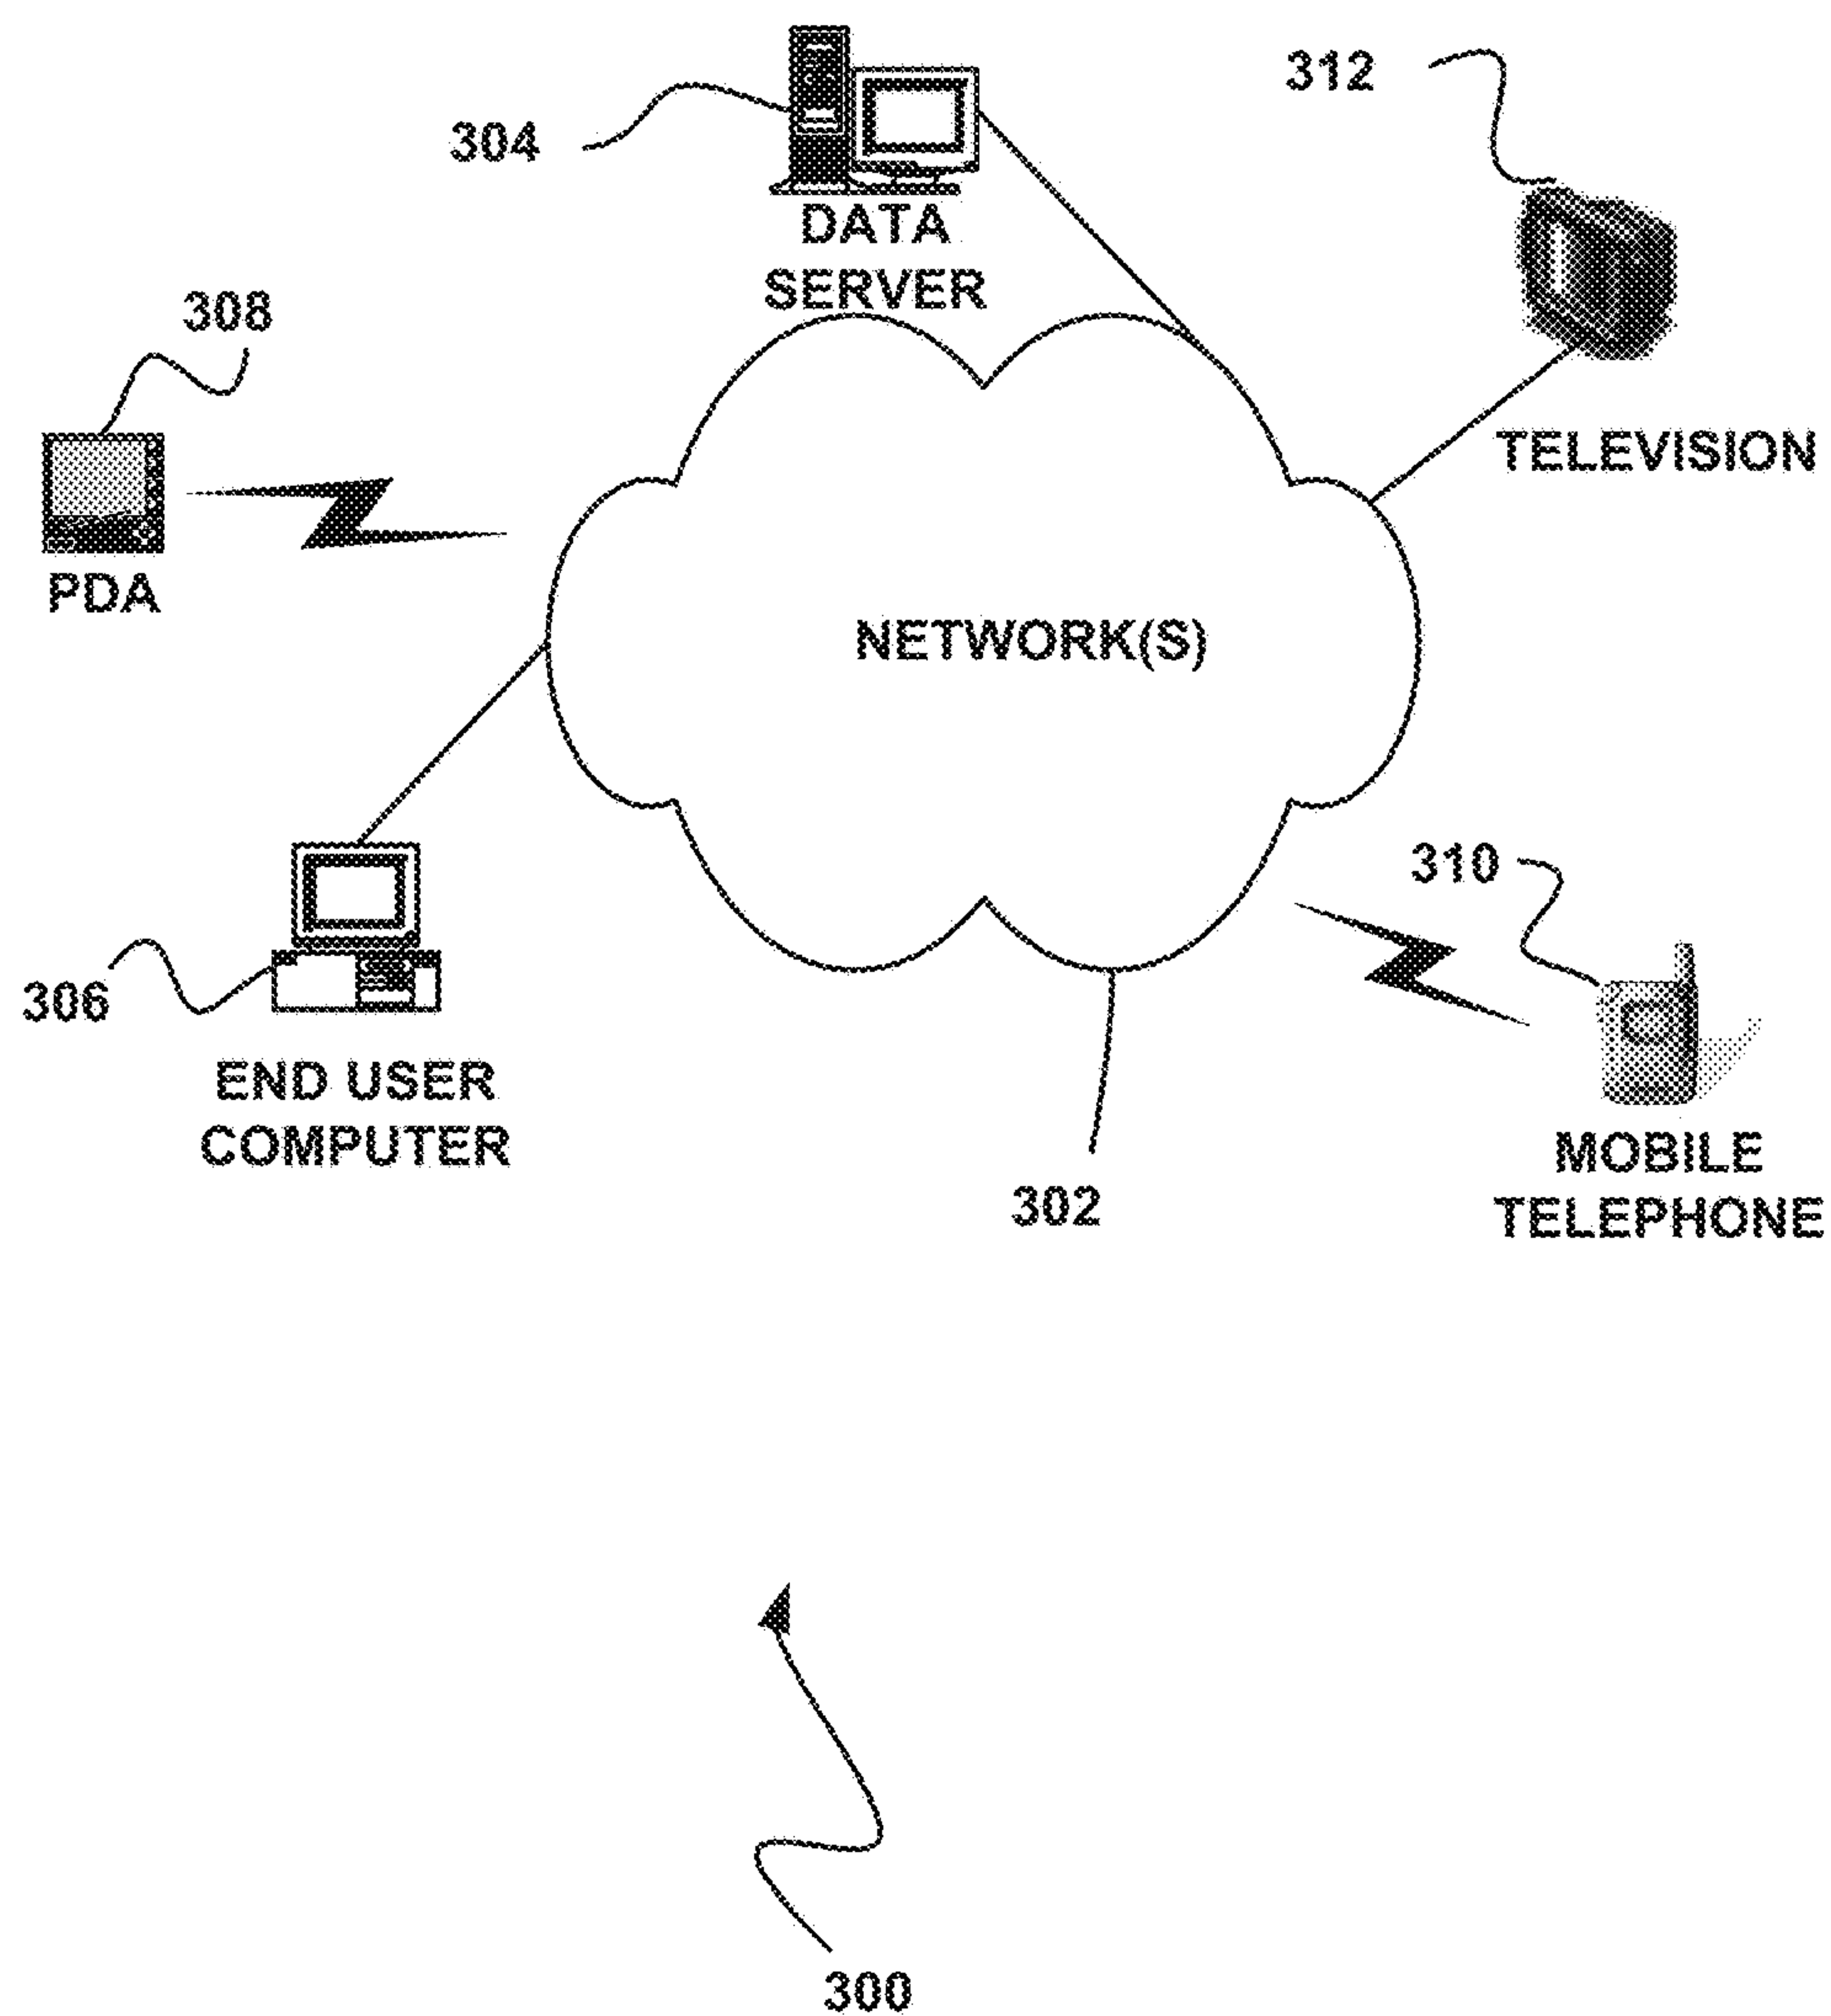 312
304
DATA
SERVER
308
TELEVISION
PDA
NETWORK(S)
310
306
END USER
COMPUTER
MOBILE
TELEPHONE
302
300